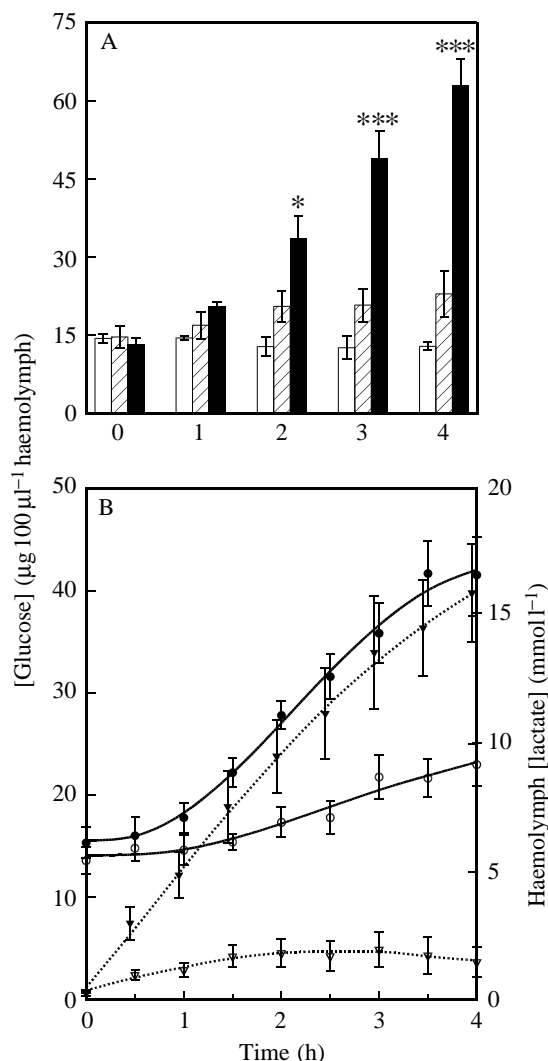 75
A
60
45
30
15
0
***
***
*
0 1 2 3 4
[Glucose] (µg 100 µl⁻¹ haemolymph)
50
B
40
30
20
10
0
20
15
10
5
0
Haemolymph [lactate] (mmol l⁻¹)
0 1 2 3 4
Time (h)